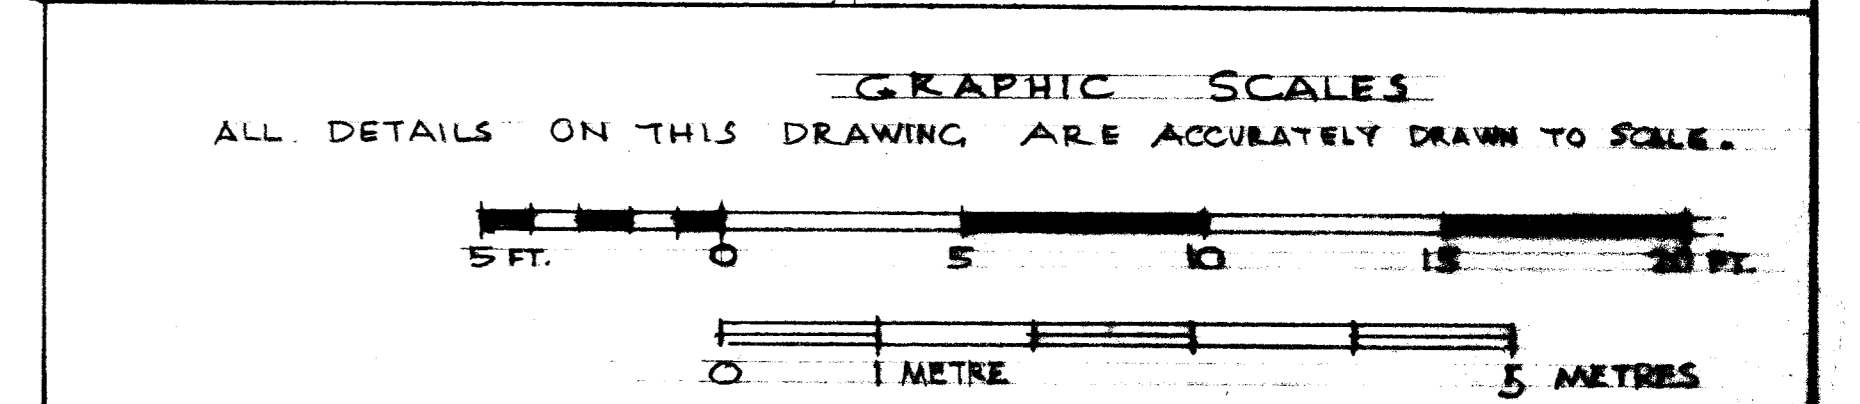 GRAPHIC SCALES
ALL DETAILS ON THIS DRAWING ARE ACCURATELY DRAWN TO SCALE.
5 FT. 0 5 10 15 20 FT.
0 1 METRE 5 METRES